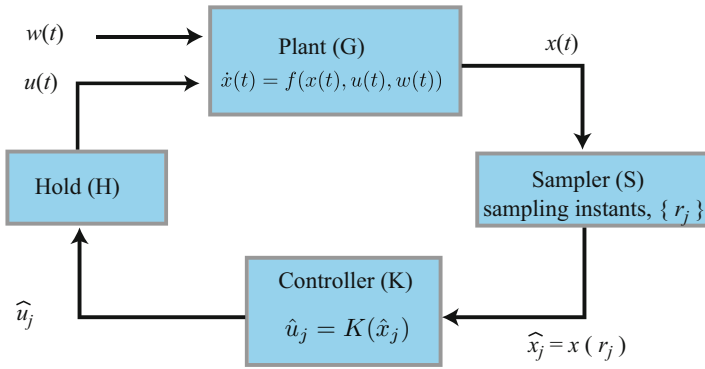 w(t)
u(t)
Plant (G)
ẋ(t) = f(x(t), u(t), w(t))
x(t)
Hold (H)
Sampler (S)
sampling instants, { r_j }
Controller (K)
û_j = K(x̂_j)
û_j
x̂_j = x ( r_j )